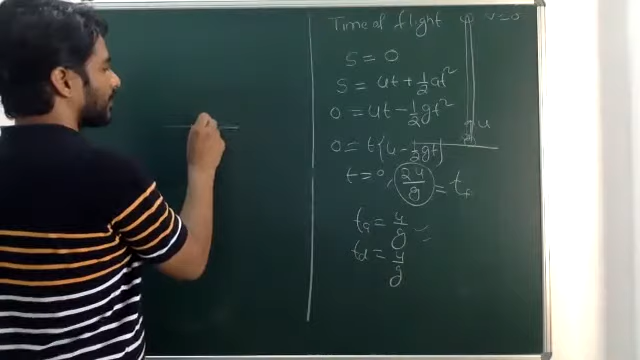 Time of flight
v=0
S = 0
S = ut + 1/2 at²
0 = ut - 1/2 gt²
u
0 = t(u - 1/2 gt)
t = 0, 2u/g = t_f
t_a = u/g
t_d = u/g